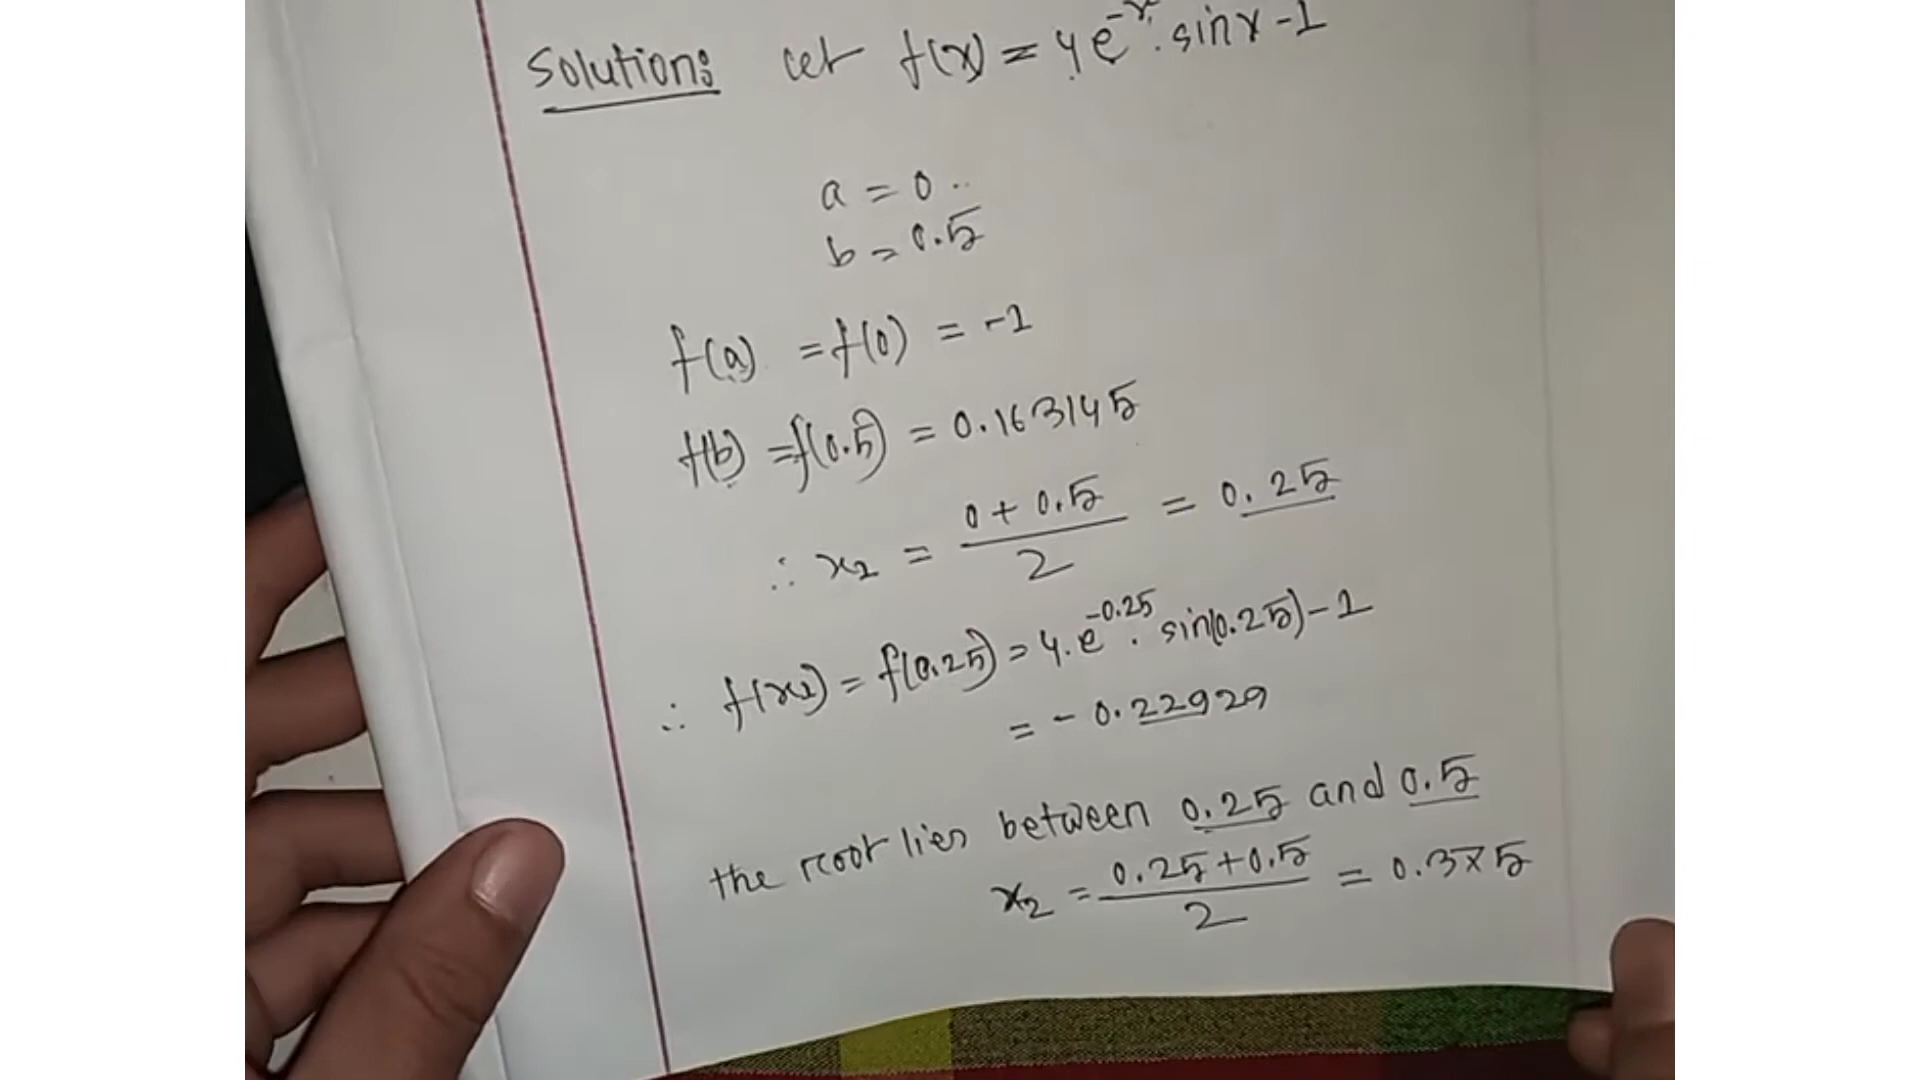 Solution: Let f(x) = 4e^-x . sinx - 1
a = 0
b = 0.5
f(a) = f(0) = -1
f(b) = f(0.5) = 0.163145
∴ x₂ = (0 + 0.5)/2 = 0.25
∴ f(x₂) = f(0.25) = 4.e^-0.25 . sin(0.25) - 1
= - 0.22929
the root lies between 0.25 and 0.5
x₂ = (0.25 + 0.5)/2 = 0.375